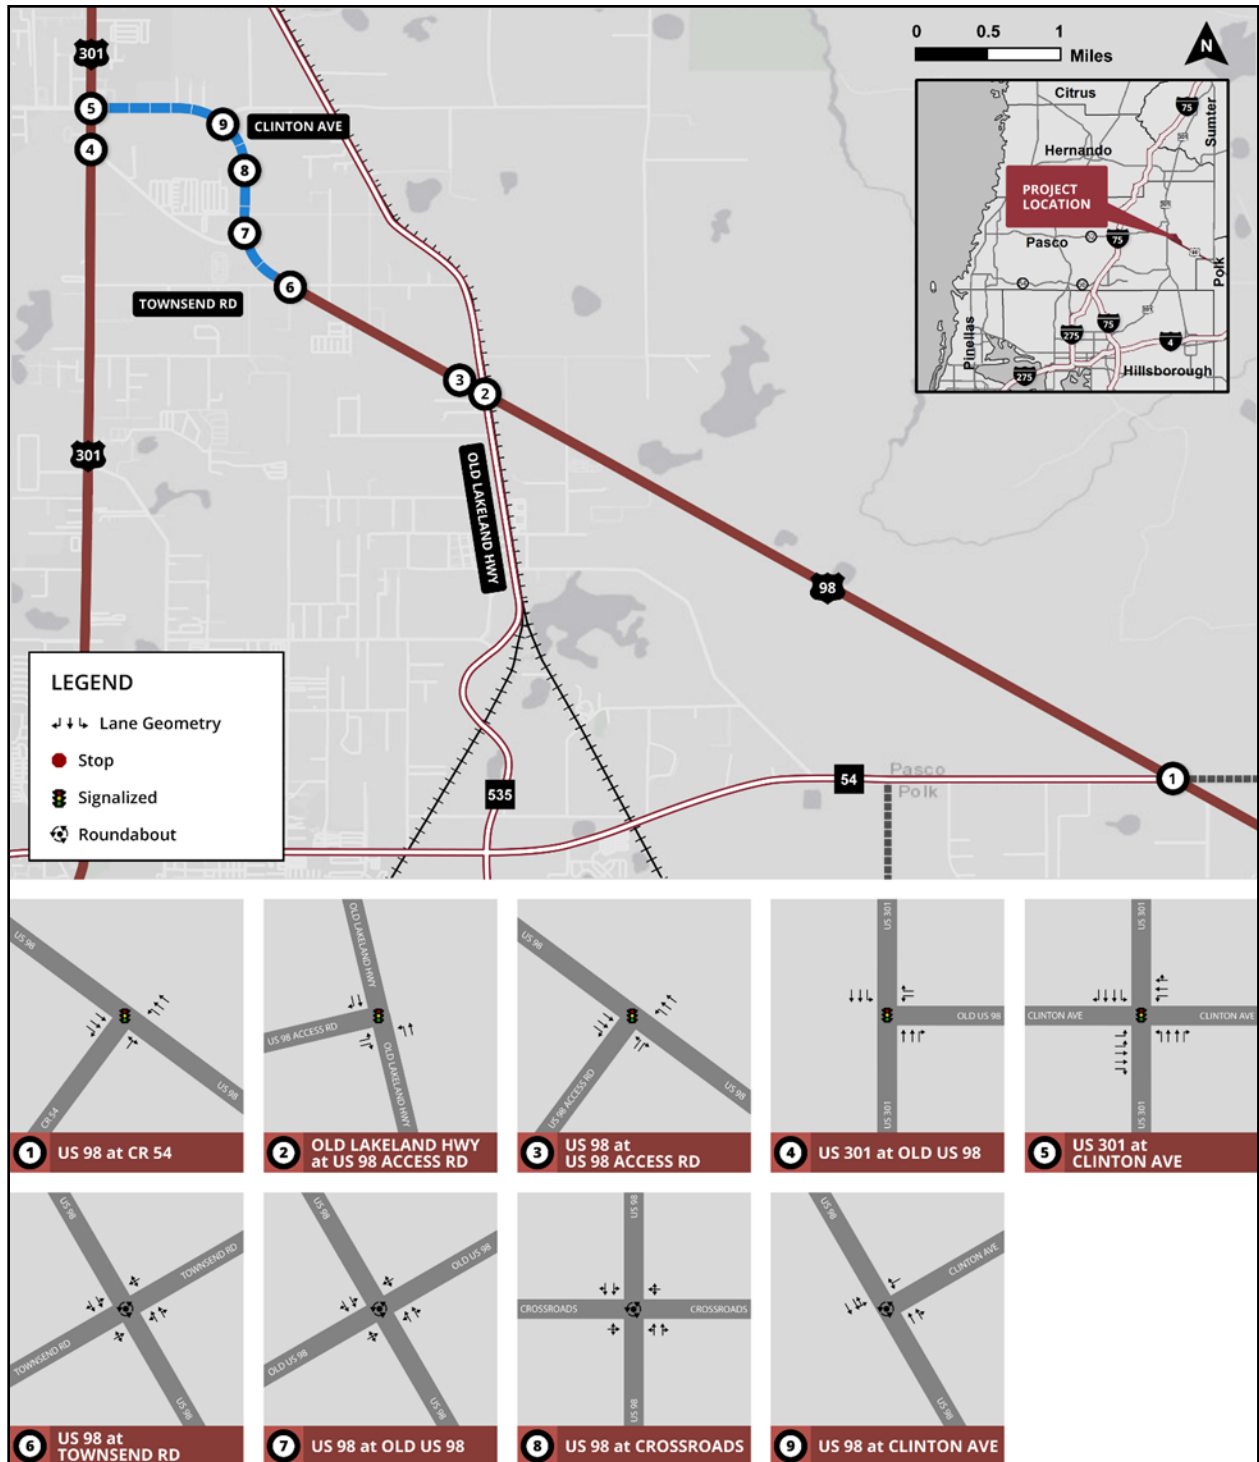 301
5
9
CLINTON AVE
4
8
7
6
TOWNSEND RD
3
2
301
OLD LAKELAND HWY
98
54
Pasco
Polk
1
535
0 0.5 1
Miles
N
Citrus
75
Sumter
Hernando
PROJECT
LOCATION
Pasco
75
Polk
Pinellas
275
75
4
275
Hillsborough
LEGEND
Lane Geometry
Stop
Signalized
Roundabout
US 98
CR 54
US 98
1 US 98 at CR 54
OLD LAKELAND HWY
US 98 ACCESS RD
OLD LAKELAND HWY
2 OLD LAKELAND HWY
at US 98 ACCESS RD
US 98
US 98 ACCESS RD
US 98
3 US 98 at
US 98 ACCESS RD
US 301
OLD US 98
US 301
4 US 301 at OLD US 98
US 301
CLINTON AVE
CLINTON AVE
US 301
5 US 301 at
CLINTON AVE
US 98
TOWNSEND RD
TOWNSEND RD
US 98
6 US 98 at
TOWNSEND RD
US 98
OLD US 98
OLD US 98
US 98
7 US 98 at OLD US 98
US 98
CROSSROADS
CROSSROADS
US 98
8 US 98 at CROSSROADS
US 98
CLINTON AVE
US 98
9 US 98 at CLINTON AVE